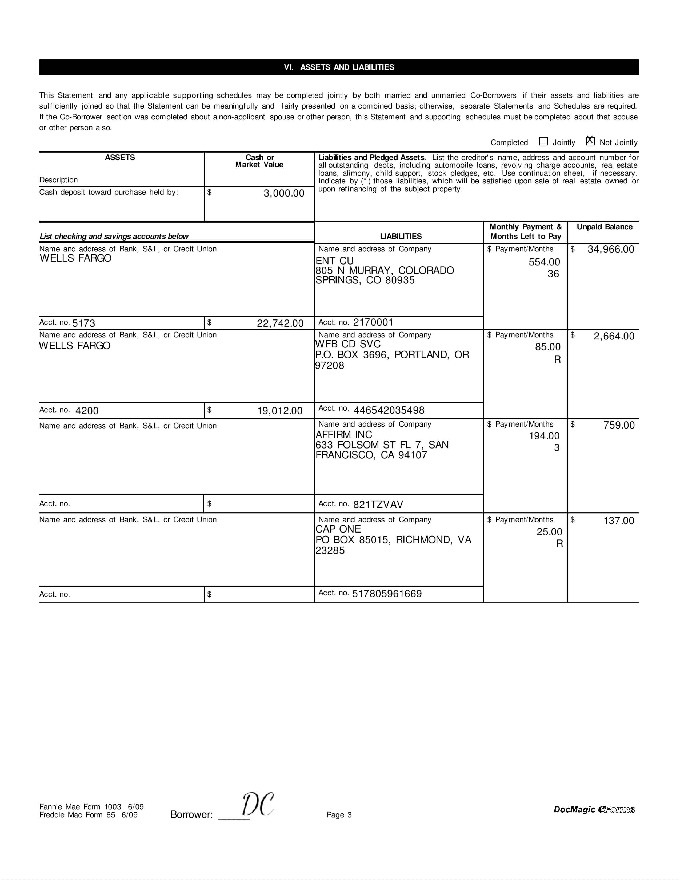 VI. ASSETS AND LIABILITIES
This Statement and any applicable supporting schedules may be completed jointly by both married and unmarried Co-Borrowers if their assets and liabilities are
sufficiently joined so that the Statement can be meaningfully and fairly presented on a combined basis; otherwise, separate Statements and Schedules are required.
If the Co-Borrower section was completed about a non-applicant spouse or other person, this Statement and supporting schedules must be completed about that spouse
or other person also.
Completed Jointly X Not Jointly
ASSETS
Description
Cash or
Market Value
Liabilities and Pledged Assets. List the creditor's name, address and account number for
all outstanding debts, including automobile loans, revolving charge accounts, real estate
loans, alimony, child support, stock pledges, etc. Use continuation sheet, if necessary.
Indicate by (*) those liabilities, which will be satisfied upon sale of real estate owned or
upon refinancing of the subject property.
Cash deposit toward purchase held by: $ 3,000.00
List checking and savings accounts below
LIABILITIES
Monthly Payment &
Months Left to Pay
Unpaid Balance
Name and address of Bank, S&L, or Credit Union
WELLS FARGO
Name and address of Company
ENT CU
805 N MURRAY, COLORADO
SPRINGS, CO 80935
$ Payment/Months
554.00
36
$ 34,966.00
Acct. no. 5173 $ 22,742.00 Acct. no. 2170001
Name and address of Bank, S&L, or Credit Union
WELLS FARGO
Name and address of Company
WFB CD SVC
P.O. BOX 3696, PORTLAND, OR
97208
$ Payment/Months
85.00
R
$ 2,664.00
Acct. no. 4200 $ 19,012.00 Acct. no. 446542035498
Name and address of Bank, S&L, or Credit Union
Name and address of Company
AFFIRM INC
633 FOLSOM ST FL 7, SAN
FRANCISCO, CA 94107
$ Payment/Months
194.00
3
$ 759.00
Acct. no. $ Acct. no. 821TZVAV
Name and address of Bank, S&L, or Credit Union
Name and address of Company
CAP ONE
PO BOX 85015, RICHMOND, VA
23285
$ Payment/Months
25.00
R
$ 137.00
Acct. no. $ Acct. no. 517805961669
Fannie Mae Form 1003 6/09
Freddie Mac Form 65 6/09
Borrower: DC
Page 3
DocMagic